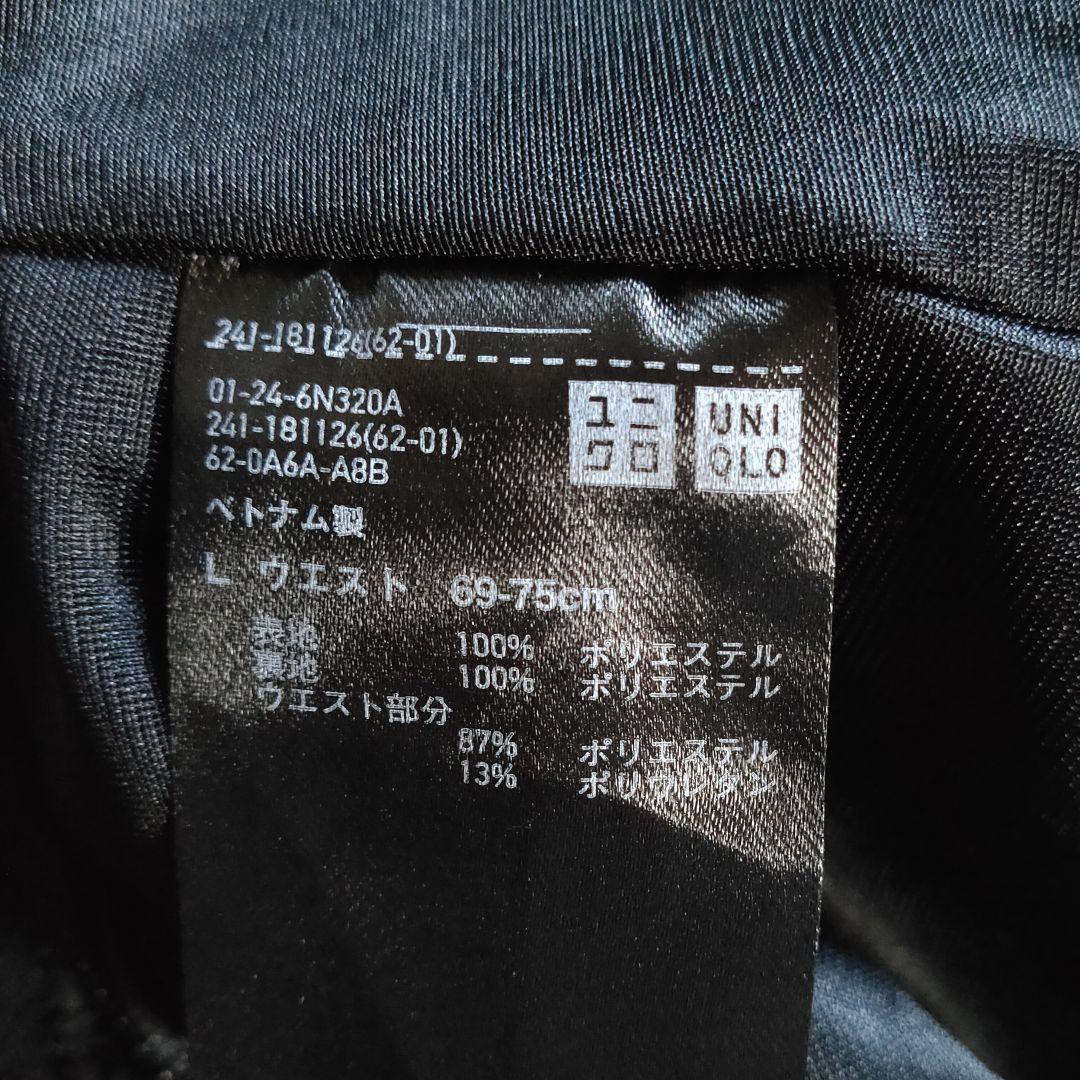 241-181126(62-01)
01-24-6N320A
241-181126(62-01)
62-0A6A-A8B
ユニ
クロ
UNI
QLO
ベトナム製
L ウエスト 69-75cm
表地 100% ポリエステル
裏地 100% ポリエステル
ウエスト部分
87% ポリエステル
13% ポリウレタン